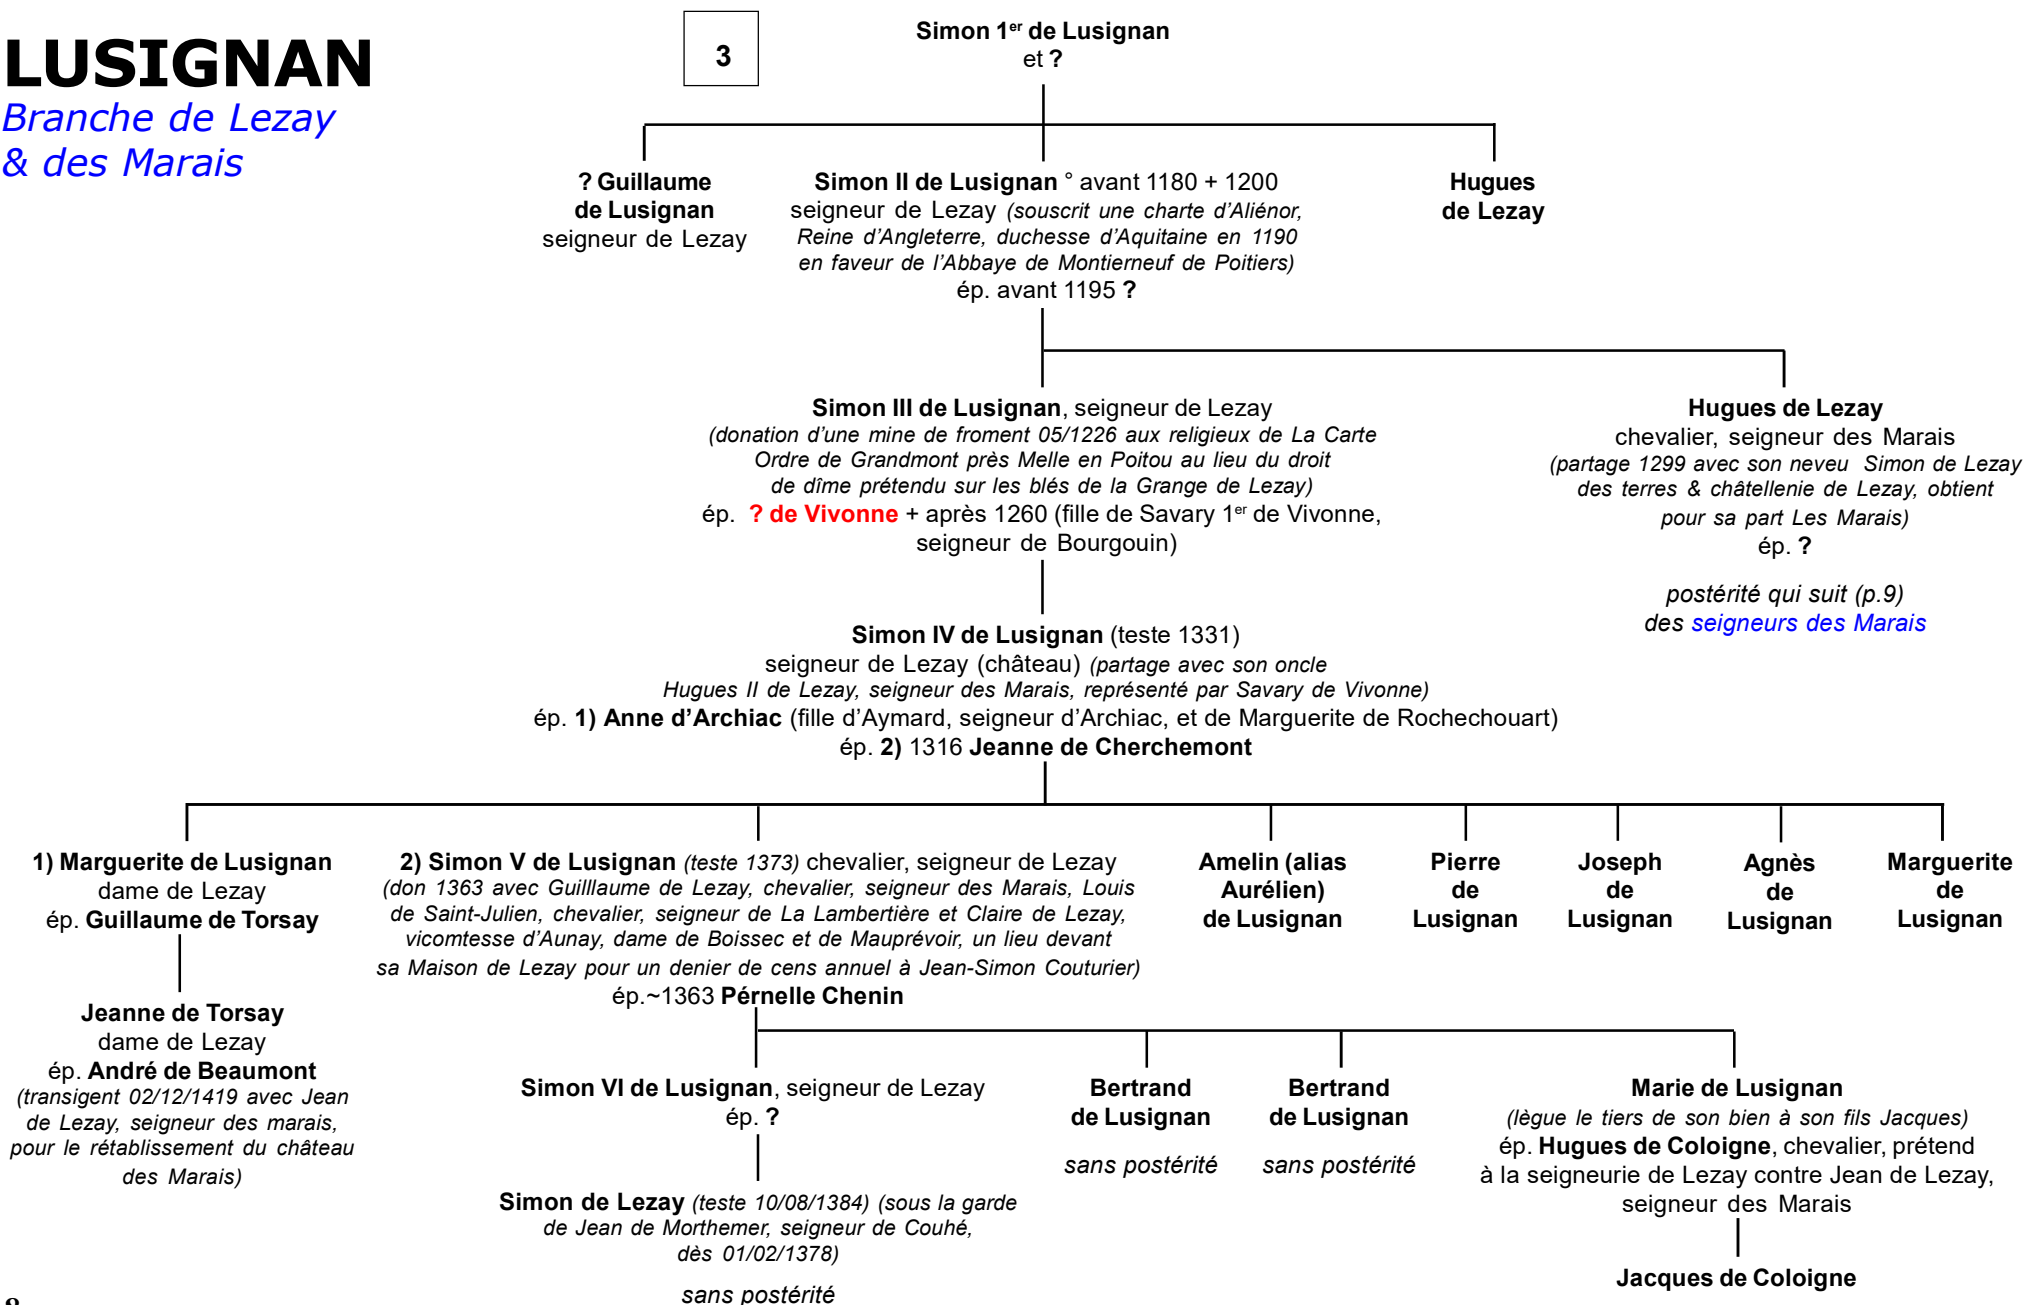 LUSIGNAN
Branche de Lezay
& des Marais
3
Simon 1er de Lusignan
et ?
? Guillaume
de Lusignan
seigneur de Lezay
Simon II de Lusignan ° avant 1180 + 1200
seigneur de Lezay (souscrit une charte d’Aliénor,
Reine d’Angleterre, duchesse d’Aquitaine en 1190
en faveur de l’Abbaye de Montierneuf de Poitiers)
ép. avant 1195 ?
Hugues
de Lezay
Simon III de Lusignan, seigneur de Lezay
(donation d’une mine de froment 05/1226 aux religieux de La Carte
Ordre de Grandmont près Melle en Poitou au lieu du droit
de dîme prétendu sur les blés de la Grange de Lezay)
ép. ? de Vivonne + après 1260 (fille de Savary 1er de Vivonne,
seigneur de Bourgouin)
Hugues de Lezay
chevalier, seigneur des Marais
(partage 1299 avec son neveu Simon de Lezay
des terres & châtellenie de Lezay, obtient
pour sa part Les Marais)
ép. ?
postérité qui suit (p.9)
des seigneurs des Marais
Simon IV de Lusignan (teste 1331)
seigneur de Lezay (château) (partage avec son oncle
Hugues II de Lezay, seigneur des Marais, représenté par Savary de Vivonne)
ép. 1) Anne d’Archiac (fille d’Aymard, seigneur d’Archiac, et de Marguerite de Rochechouart)
ép. 2) 1316 Jeanne de Cherchemont
1) Marguerite de Lusignan
dame de Lezay
ép. Guillaume de Torsay
2) Simon V de Lusignan (teste 1373) chevalier, seigneur de Lezay
(don 1363 avec Guilllaume de Lezay, chevalier, seigneur des Marais, Louis
de Saint-Julien, chevalier, seigneur de La Lambertière et Claire de Lezay,
vicomtesse d’Aunay, dame de Boissec et de Mauprévoir, un lieu devant
sa Maison de Lezay pour un denier de cens annuel à Jean-Simon Couturier)
ép.~1363 Pérnelle Chenin
Amelin (alias
Aurélien)
de Lusignan
Pierre
de
Lusignan
Joseph
de
Lusignan
Agnès
de
Lusignan
Marguerite
de
Lusignan
Jeanne de Torsay
dame de Lezay
ép. André de Beaumont
(transigent 02/12/1419 avec Jean
de Lezay, seigneur des marais,
pour le rétablissement du château
des Marais)
Simon VI de Lusignan, seigneur de Lezay
ép. ?
Bertrand
de Lusignan
sans postérité
Bertrand
de Lusignan
sans postérité
Marie de Lusignan
(lègue le tiers de son bien à son fils Jacques)
ép. Hugues de Coloigne, chevalier, prétend
à la seigneurie de Lezay contre Jean de Lezay,
seigneur des Marais
Simon de Lezay (teste 10/08/1384) (sous la garde
de Jean de Morthemer, seigneur de Couhé,
dès 01/02/1378)
sans postérité
Jacques de Coloigne